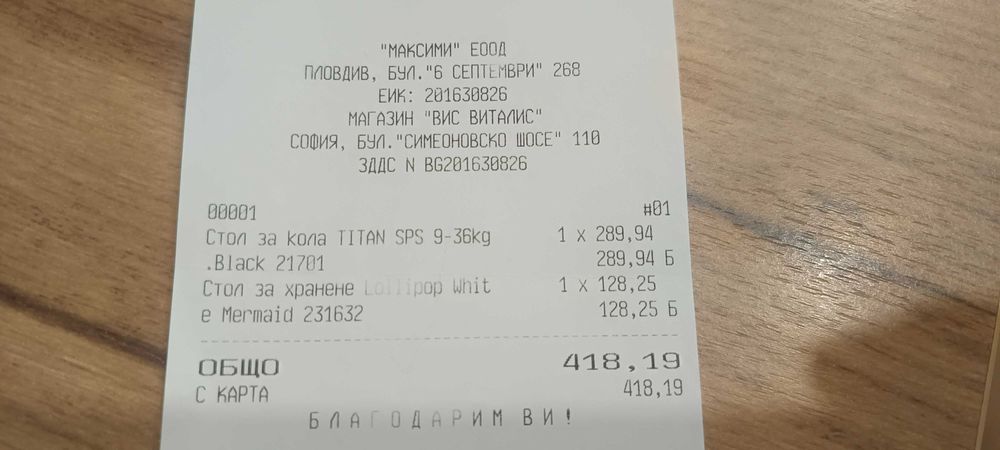 "МАКСИМИ" ЕООД
ПЛОВДИВ, БУЛ."6 СЕПТЕМВРИ" 268
ЕИК: 201630826
МАГАЗИН "ВИС ВИТАЛИС"
СОФИЯ, БУЛ."СИМЕОНОВСКО ШОСЕ" 110
ЗДДС N BG201630826
00001 #01
Стол за кола TITAN SPS 9-36kg 1 x 289,94
.Black 21701 289,94 Б
Стол за хранене Lollipop Whit 1 x 128,25
e Mermaid 231632 128,25 Б
ОБЩО 418,19
С КАРТА 418,19
БЛАГОДАРИМ ВИ!